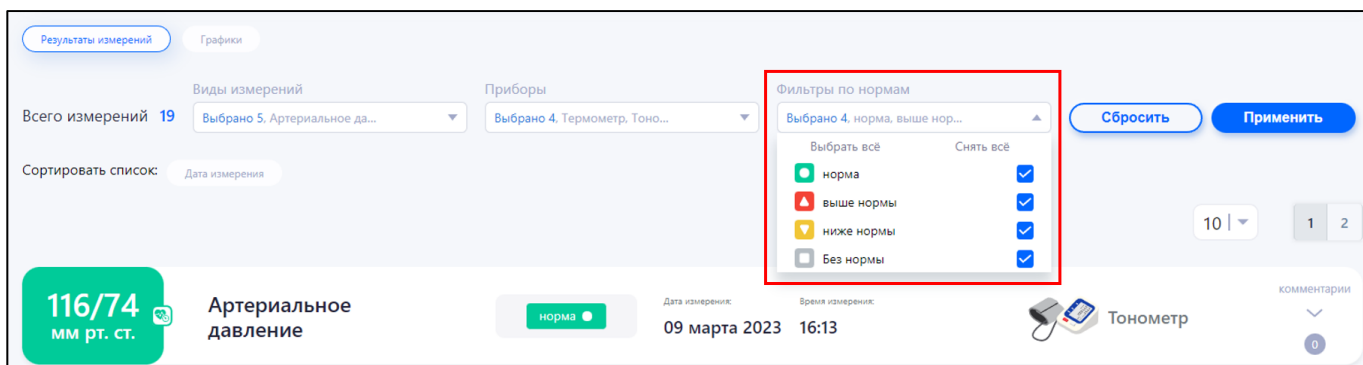 Результаты измерений
Графики
Виды измерений
Приборы
Фильтры по нормам
Всего измерений 19
Выбрано 5, Артериальное да...
Выбрано 4, Термометр, Тоно...
Выбрано 4, норма, выше нор...
Сбросить
Применить
Выбрать всё
Снять всё
Сортировать список:
Дата измерения
норма
выше нормы
ниже нормы
Без нормы
10
1
2
116/74
мм рт. ст.
Артериальное
давление
норма
Дата измерения:
09 марта 2023
Время измерения:
16:13
Тонометр
комментарии
0